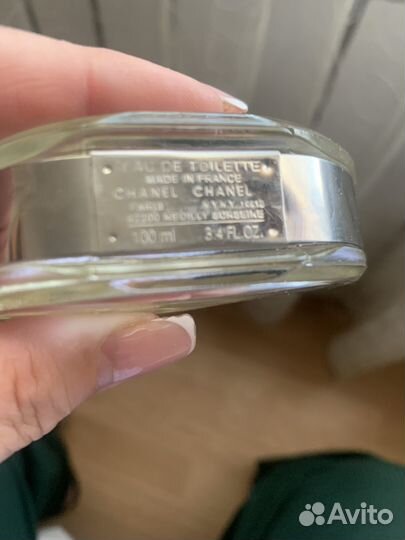 EAU DE TOILETTE
MADE IN FRANCE
CHANEL CHANEL
PARIS N.Y.N.Y.
92200 NEUILLY SURSEINE
100 ml 3.4 FL.OZ.
Avito